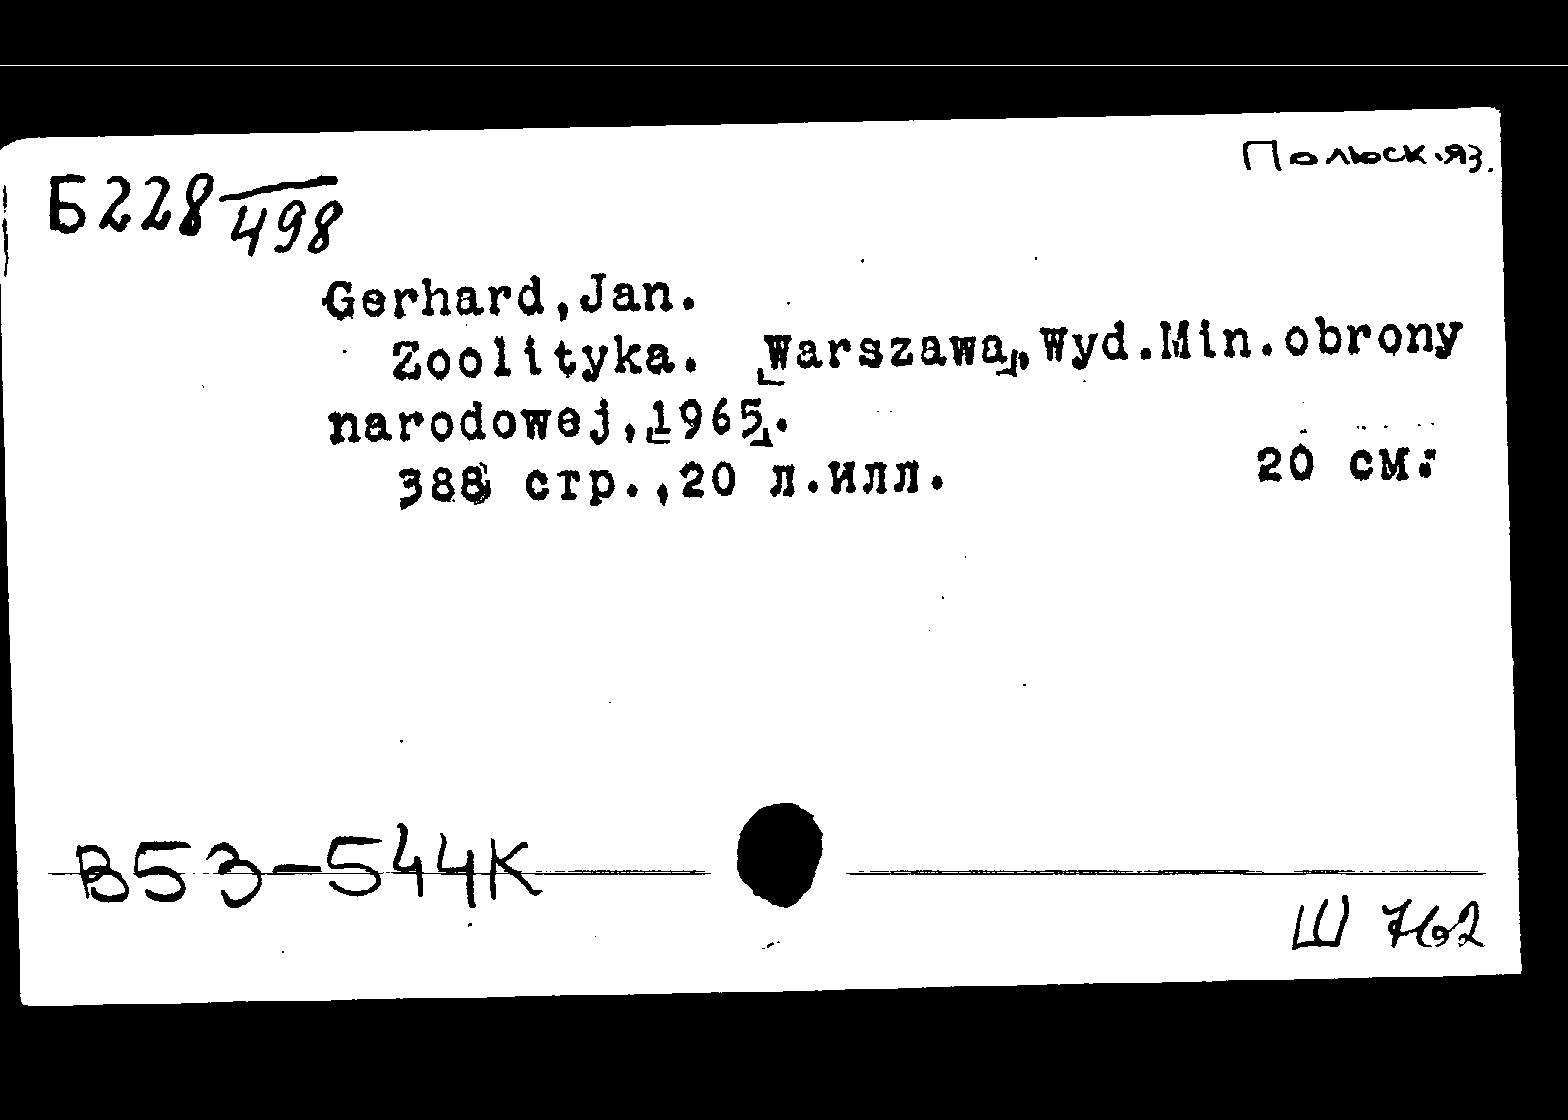 Польск.яз.
Б228/498
Gerhard,Jan.
Zoolityka. [Warszawa], Wyd.Min.obrony
narodowej,[1965].
388 стр.,20 л.илл. 20 см.
В53-544К
Ш 762